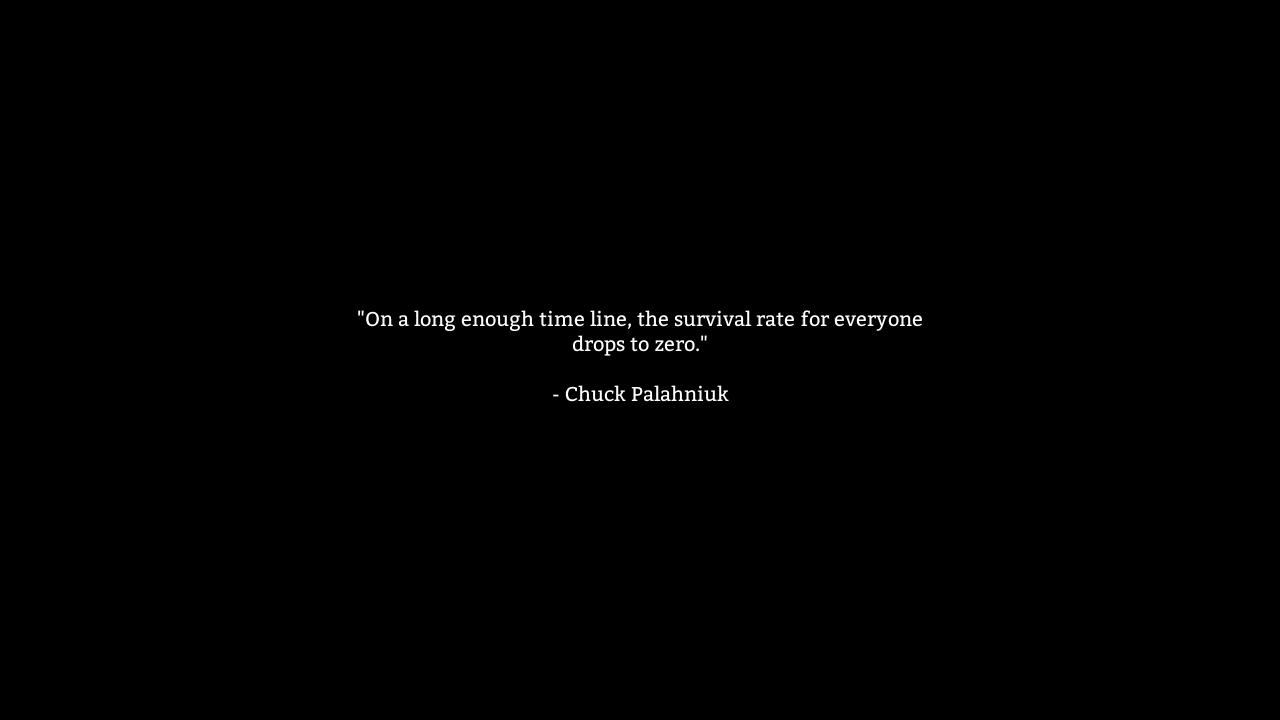 "On a long enough time line, the survival rate for everyone
drops to zero."
- Chuck Palahniuk